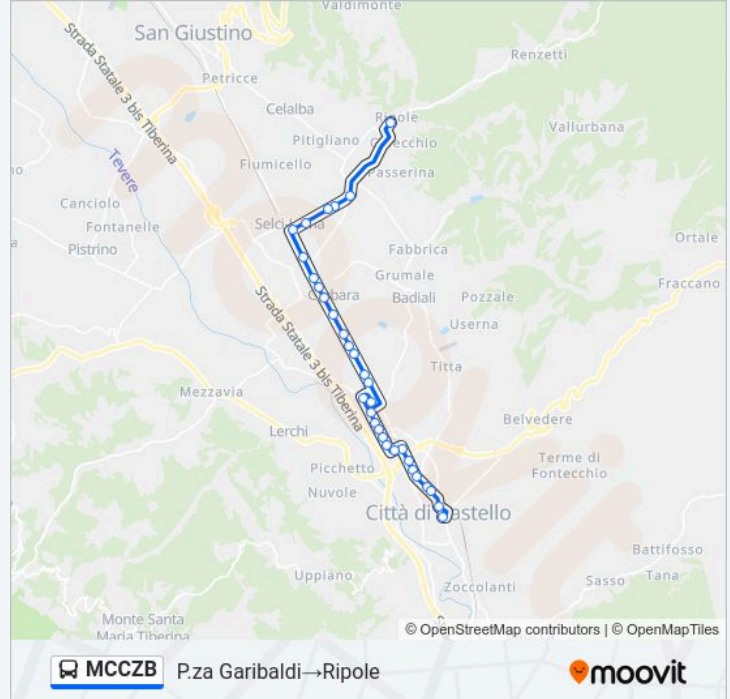 Valdimonte
San Giustino
Renzetti
Strada Statale 3 bis Tiberina
Petricce
Celalba
Ripole
Vallurbana
Pitigliano
Passerina
Tevere
Fiumicello
Canciolo
Fontanelle
Selci-Lama
Pistrino
Ortale
Fabbrica
Grumale
Fraccano
Badiali
Pozzale
Strada Statale 3 bis Tiberina
Userna
Titta
Mezzavia
Belvedere
Lerchi
Terme di
Fontecchio
Picchetto
Nuvole
Città di Castello
Battifosso
Uppiano
Sasso
Tana
Zoccolanti
Monte Santa
Maria Tiberina
© OpenStreetMap contributors | © OpenMapTiles
MCCZB P.za Garibaldi→Ripole
moovit